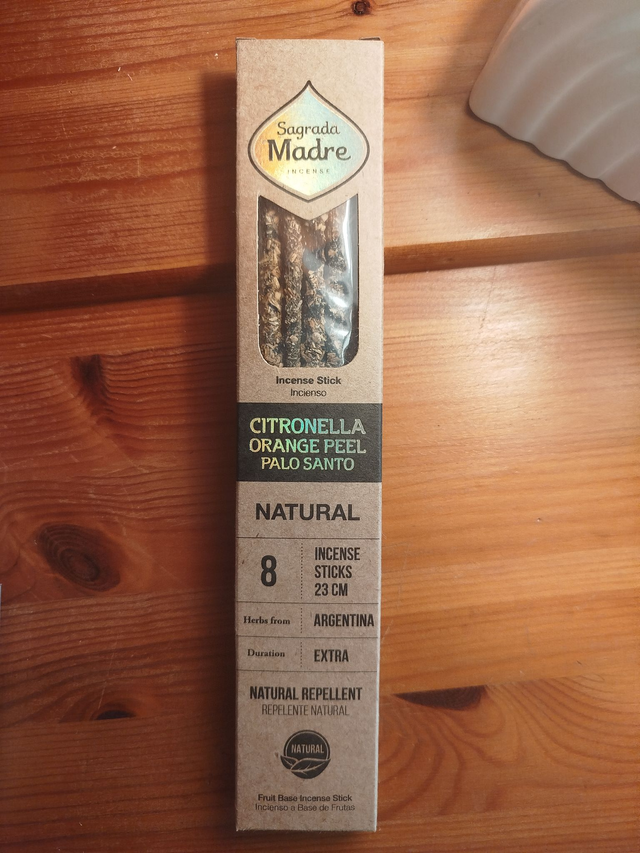 Sagrada
Madre
INCENSE
Incense Stick
Incienso
CITRONELLA
ORANGE PEEL
PALO SANTO
NATURAL
8
INCENSE
STICKS
23 CM
Herbs from
ARGENTINA
Duration
EXTRA
NATURAL REPELLENT
REPELENTE NATURAL
NATURAL
Fruit Base Incense Stick
Incienso a Base de Frutas